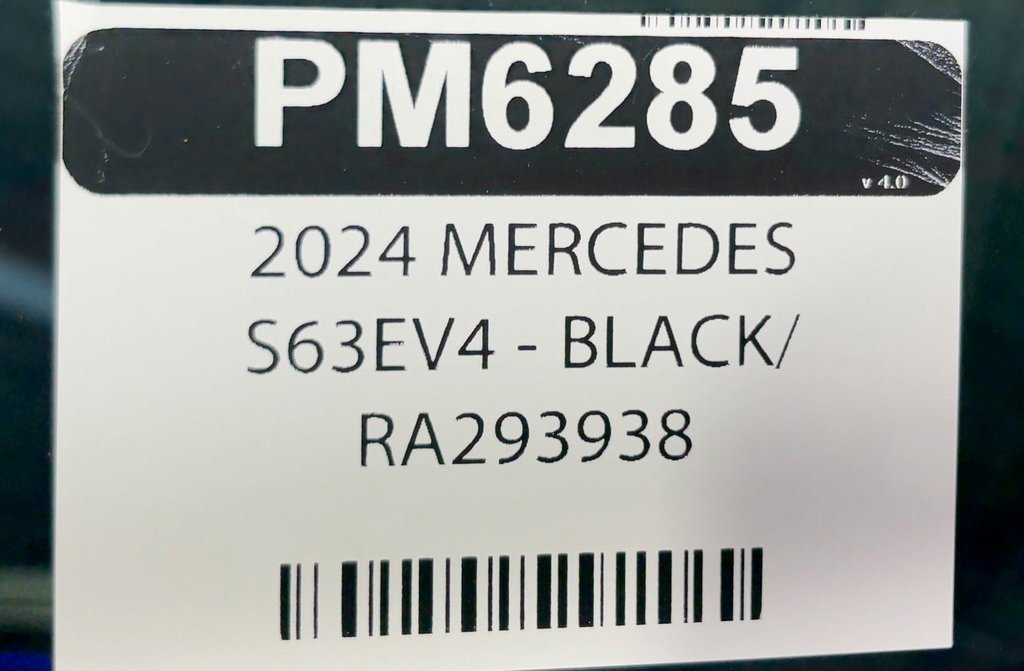 PM6285
v 4.0
2024 MERCEDES
S63EV4 - BLACK/
RA293938